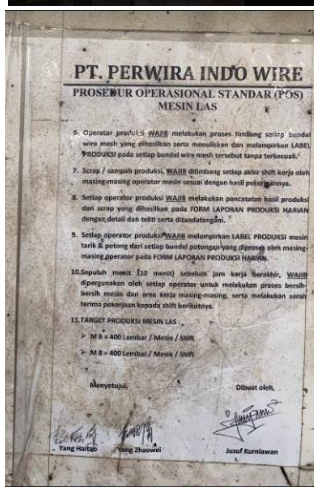 PT. PERWIRA INDO WIRE
PROSEDUR OPERASIONAL STANDAR (POS)
MESIN LAS
6. Operator produksi WAJIB melakukan proses timbang setiap bundel
wire mesh yang dihasilkan serta menuliskan dan melampirkan LABEL
PRODUKSI pada setiap bundel wire mesh tersebut tanpa terkecuali.
7. Scrap / sampah produksi, WAJIB ditimbang setiap akhir shift kerja oleh
masing-masing operator mesin sesuai dengan hasil pekerjaannya.
8. Setiap operator produksi WAJIB melakukan pencatatan hasil produksi
dan scrap yang dihasilkan pada FORM LAPORAN PRODUKSI HARIAN
dengan detail dan teliti serta ditandatangani.
9. Setiap operator produksi WAJIB melampirkan LABEL PRODUKSI mesin
tarik & potong dari setiap bundel potongan yang diproses oleh masing-
masing operator pada FORM LAPORAN PRODUKSI HARIAN.
10. Sepuluh menit (10 menit) sebelum jam kerja berakhir, WAJIB
dipergunakan oleh setiap operator untuk melakukan proses bersih-
bersih mesin dan area kerja masing-masing, serta melakukan serah
terima pekerjaan kepada shift berikutnya.
11. TARGET PRODUKSI MESIN LAS :
➢ M 6 = 400 Lembar / Mesin / Shift
➢ M 8 = 400 Lembar / Mesin / Shift
Menyetujui, Dibuat oleh,
Yang Haitao Yang Zhaowei Jusuf Kurniawan